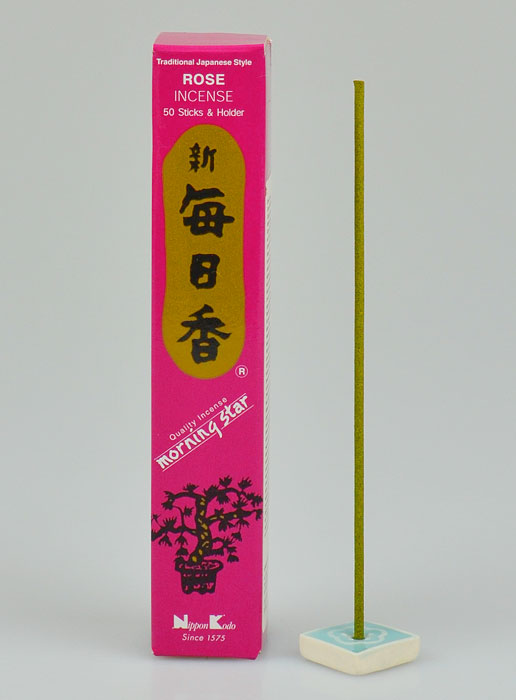 Traditional Japanese Style
ROSE
INCENSE
50 Sticks & Holder
新
毎
日
香
®
Quality Incense
morning star
Nippon Kodo
Since 1575